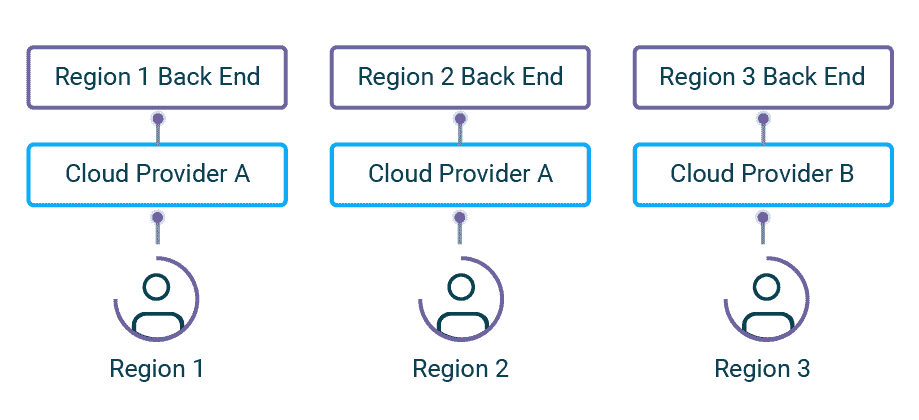 Region 1 Back End
Region 2 Back End
Region 3 Back End
Cloud Provider A
Cloud Provider A
Cloud Provider B
Region 1
Region 2
Region 3